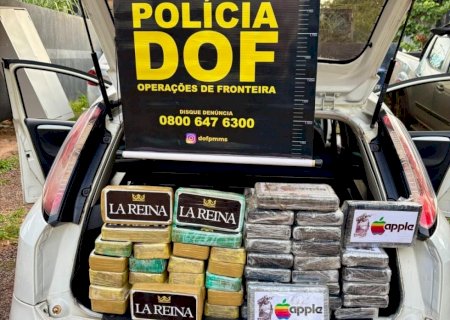 POLÍCIA
DOF
OPERAÇÕES DE FRONTEIRA
DISQUE DENÚNCIA
0800 647 6300
dofpmms
LA REINA
LA REINA
apple
LA REINA
apple